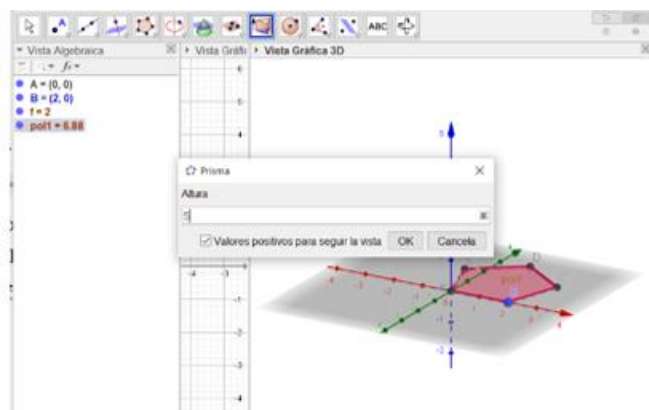 ABC
Vista Algebraica
Vista Gráfi
Vista Gráfica 3D
A = (0, 0)
B = (2, 0)
f = 2
pol1 = 6.88
Prisma
Altura
5
Valores positivos para seguir la vista
OK
Cancela